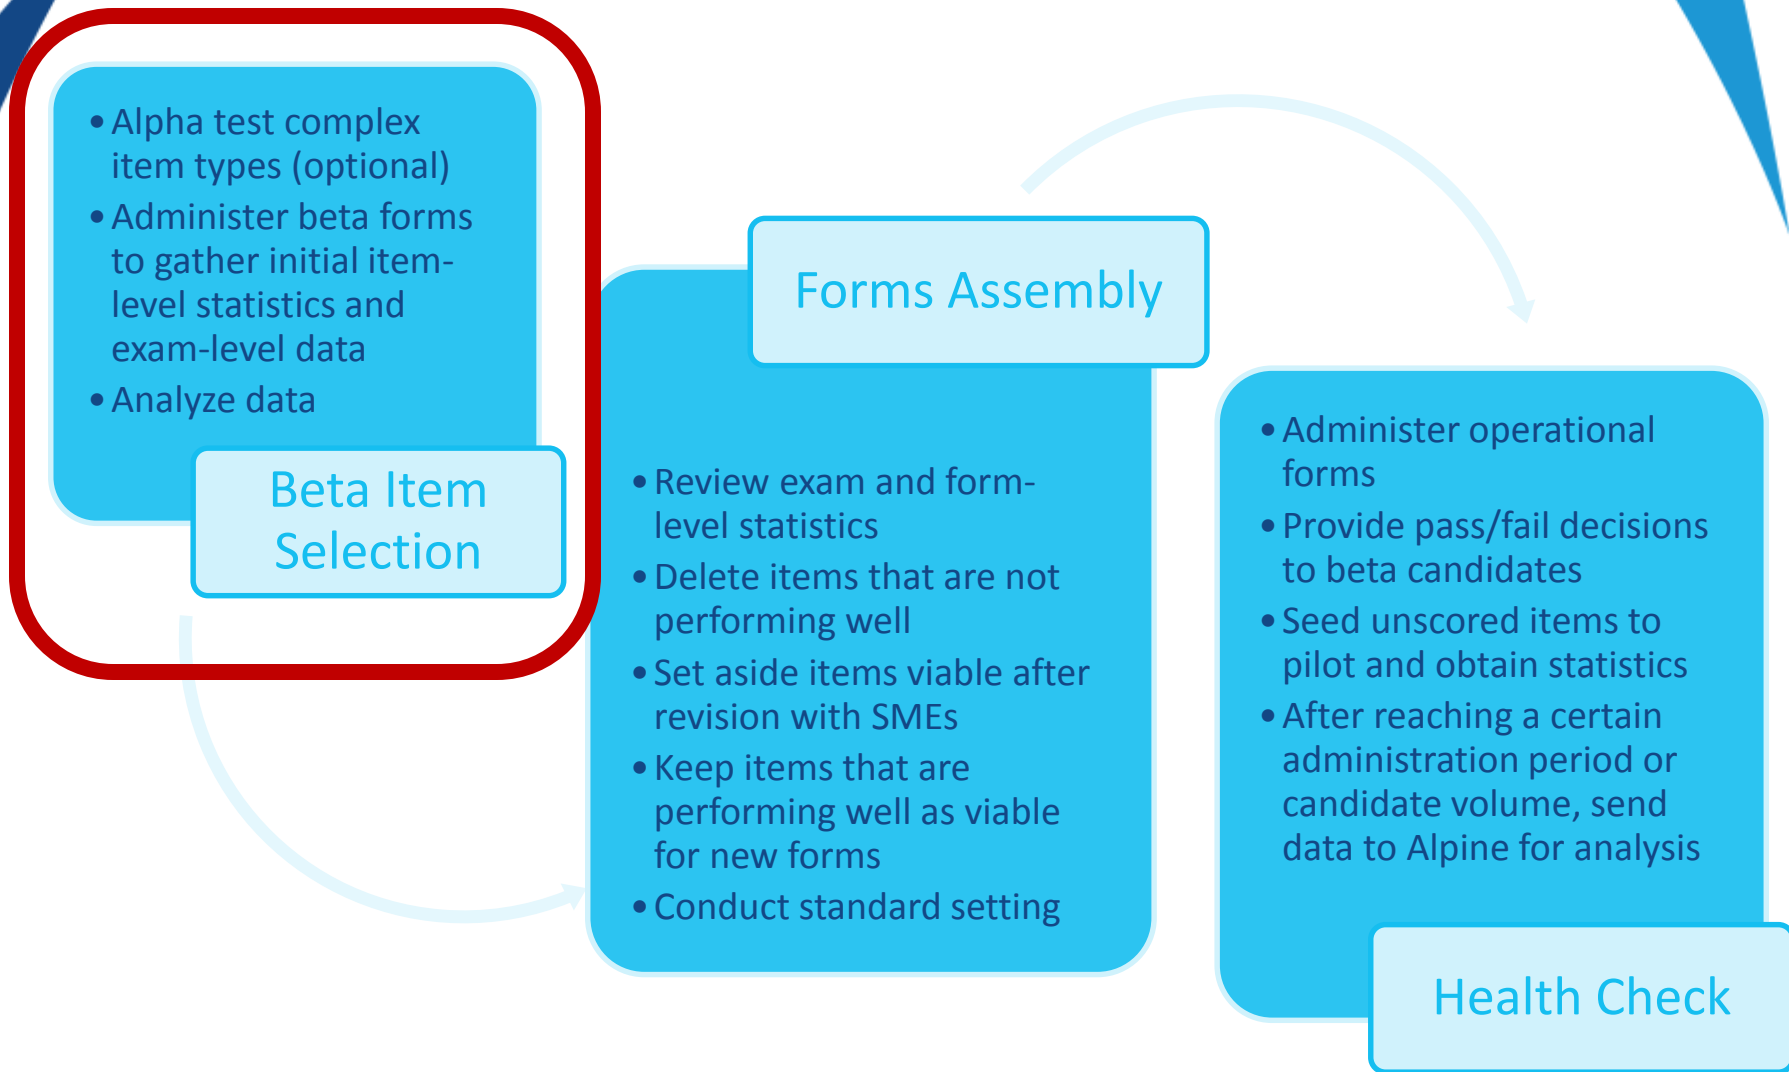 • Alpha test complex
item types (optional)
• Administer beta forms
to gather initial item-
level statistics and
exam-level data
• Analyze data
Beta Item
Selection
Forms Assembly
• Review exam and form-
level statistics
• Delete items that are not
performing well
• Set aside items viable after
revision with SMEs
• Keep items that are
performing well as viable
for new forms
• Conduct standard setting
• Administer operational
forms
• Provide pass/fail decisions
to beta candidates
• Seed unscored items to
pilot and obtain statistics
• After reaching a certain
administration period or
candidate volume, send
data to Alpine for analysis
Health Check